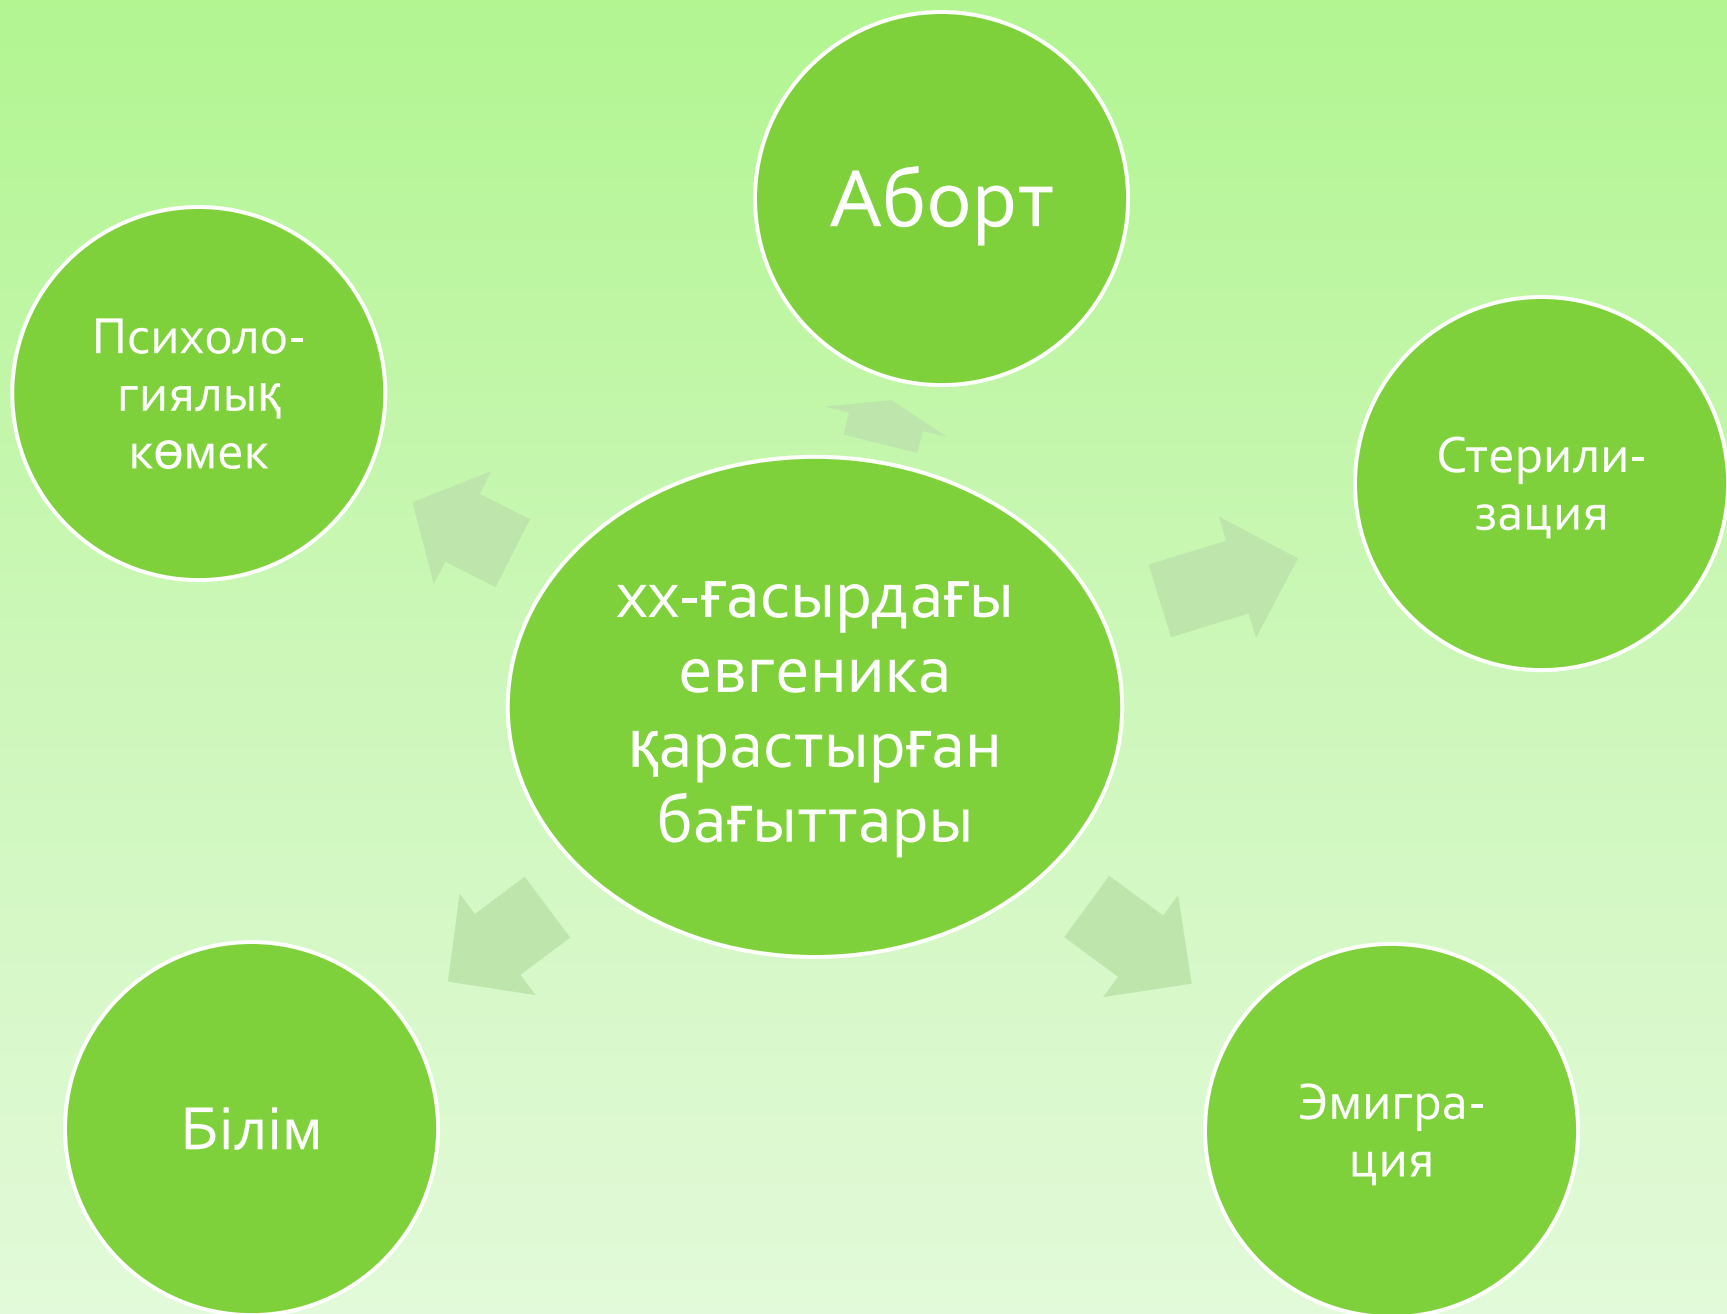 Аборт
Психоло-
гиялық
көмек
Стерили-
зация
хх-ғасырдағы
евгеника
қарастырған
бағыттары
Білім
Эмигра-
ция